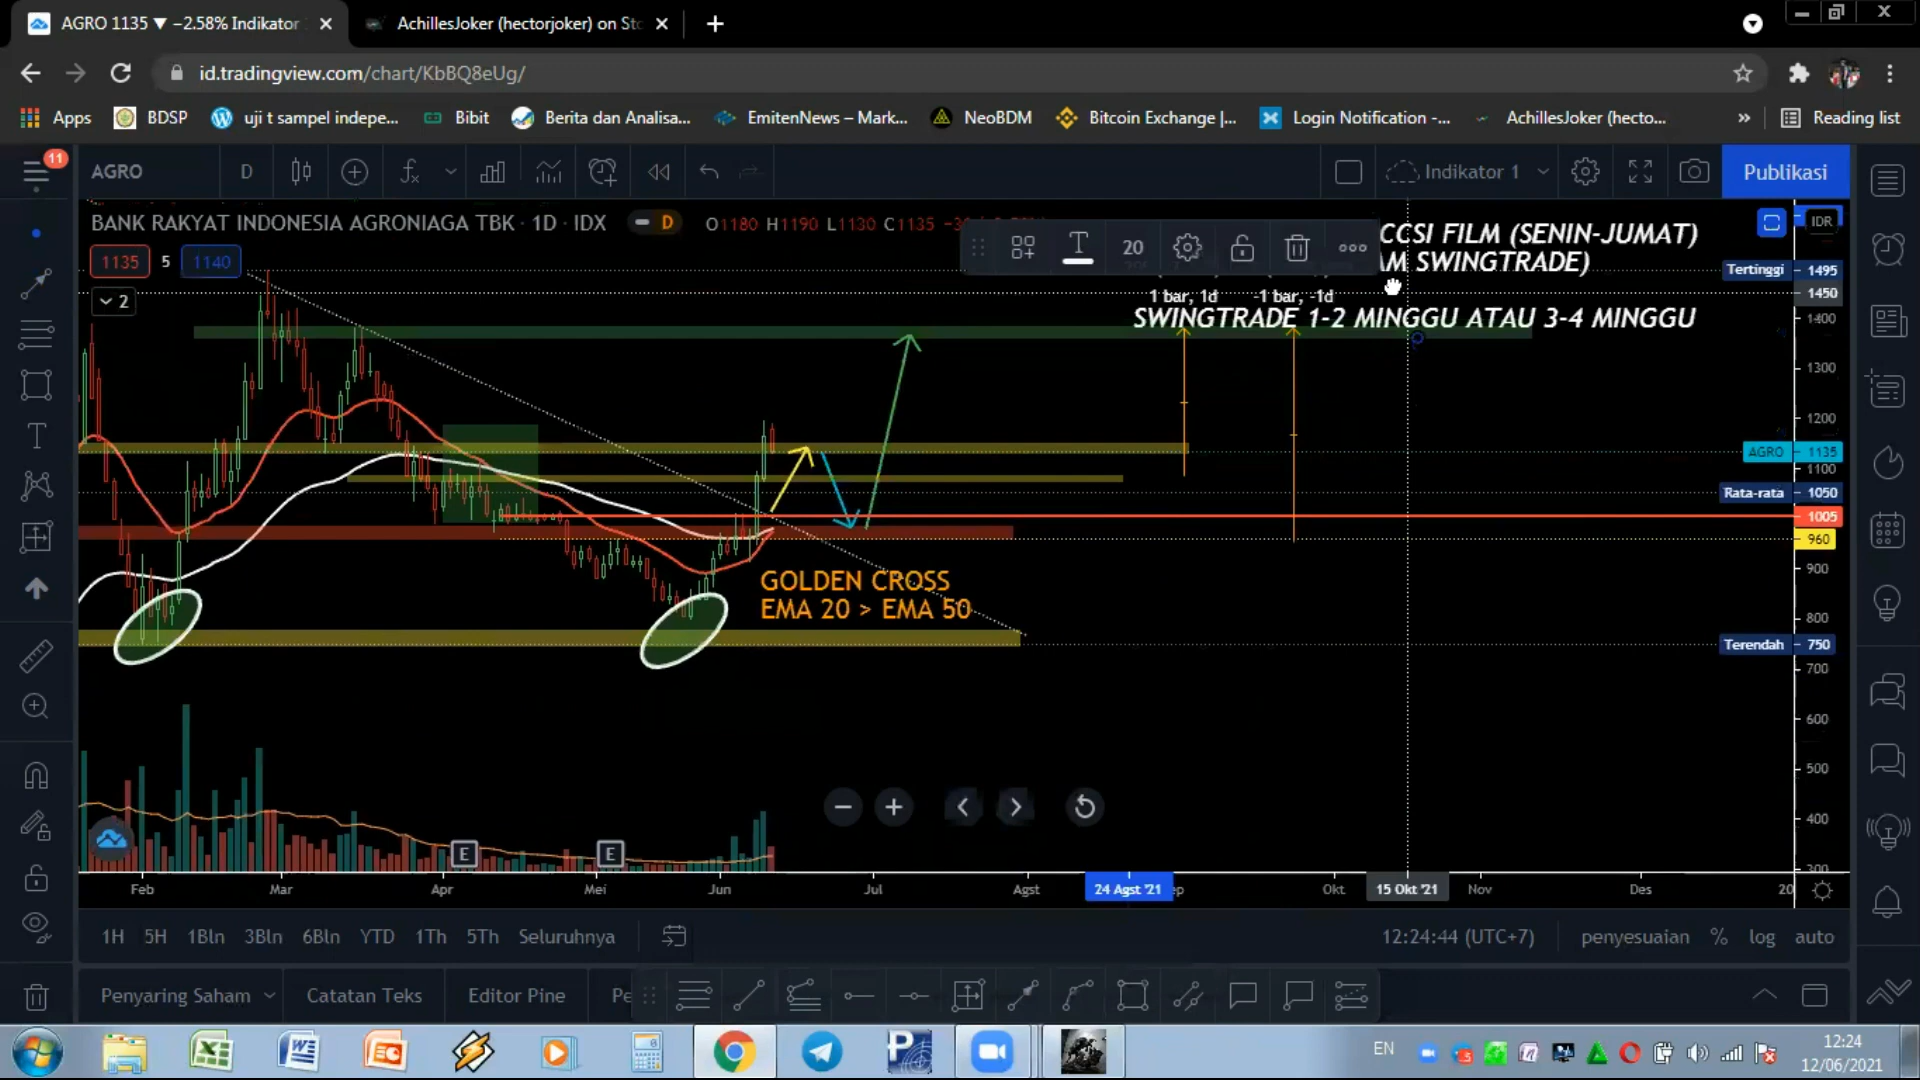 AGRO 1135 ▼ −2.58% Indikator
AchillesJoker (hectorjoker) on Sto
id.tradingview.com/chart/KbBQ8eUg/
Apps
BDSP
uji t sampel indepe...
Bibit
Berita dan Analisa...
EmitenNews – Mark...
NeoBDM
Bitcoin Exchange |...
Login Notification -...
AchillesJoker (hecto...
»
Reading list
11
AGRO
D
Indikator 1
Publikasi
BANK RAKYAT INDONESIA AGRONIAGA TBK · 1D · IDX
D
O1180 H1190 L1130 C1135
20
CCSI FILM (SENIN-JUMAT)
IDR
1135
5
1140
AM SWINGTRADE)
Tertinggi 1495
2
1 bar, 1d
-1 bar, -1d
1450
SWINGTRADE 1-2 MINGGU ATAU 3-4 MINGGU
1400
1300
1200
AGRO 1135
1100
Rata-rata 1050
1005
960
900
GOLDEN CROSS
EMA 20 > EMA 50
800
Terendah 750
700
600
500
400
300
E
E
Feb
Mar
Apr
Mei
Jun
Jul
Agst
24 Agst '21
Okt
15 Okt '21
Nov
Des
20
1H
5H
1Bln
3Bln
6Bln
YTD
1Th
5Th
Seluruhnya
12:24:44 (UTC+7)
penyesuaian
%
log
auto
Penyaring Saham
Catatan Teks
Editor Pine
Pe
EN
12:24
12/06/2021